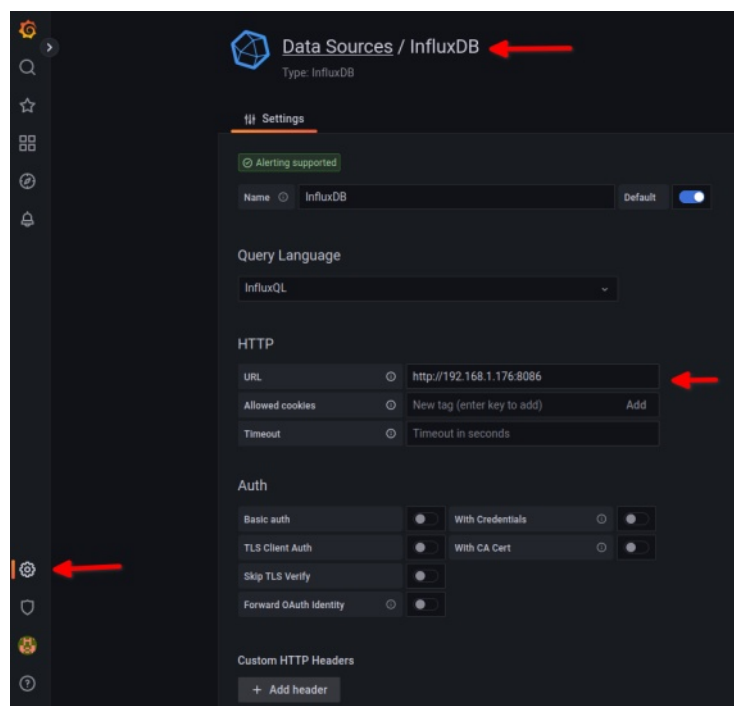 Data Sources / InfluxDB
Type: InfluxDB
Settings
Alerting supported
Name InfluxDB Default
Query Language
InfluxQL
HTTP
URL http://192.168.1.176:8086
Allowed cookies New tag (enter key to add) Add
Timeout Timeout in seconds
Auth
Basic auth With Credentials
TLS Client Auth With CA Cert
Skip TLS Verify
Forward OAuth Identity
Custom HTTP Headers
+ Add header